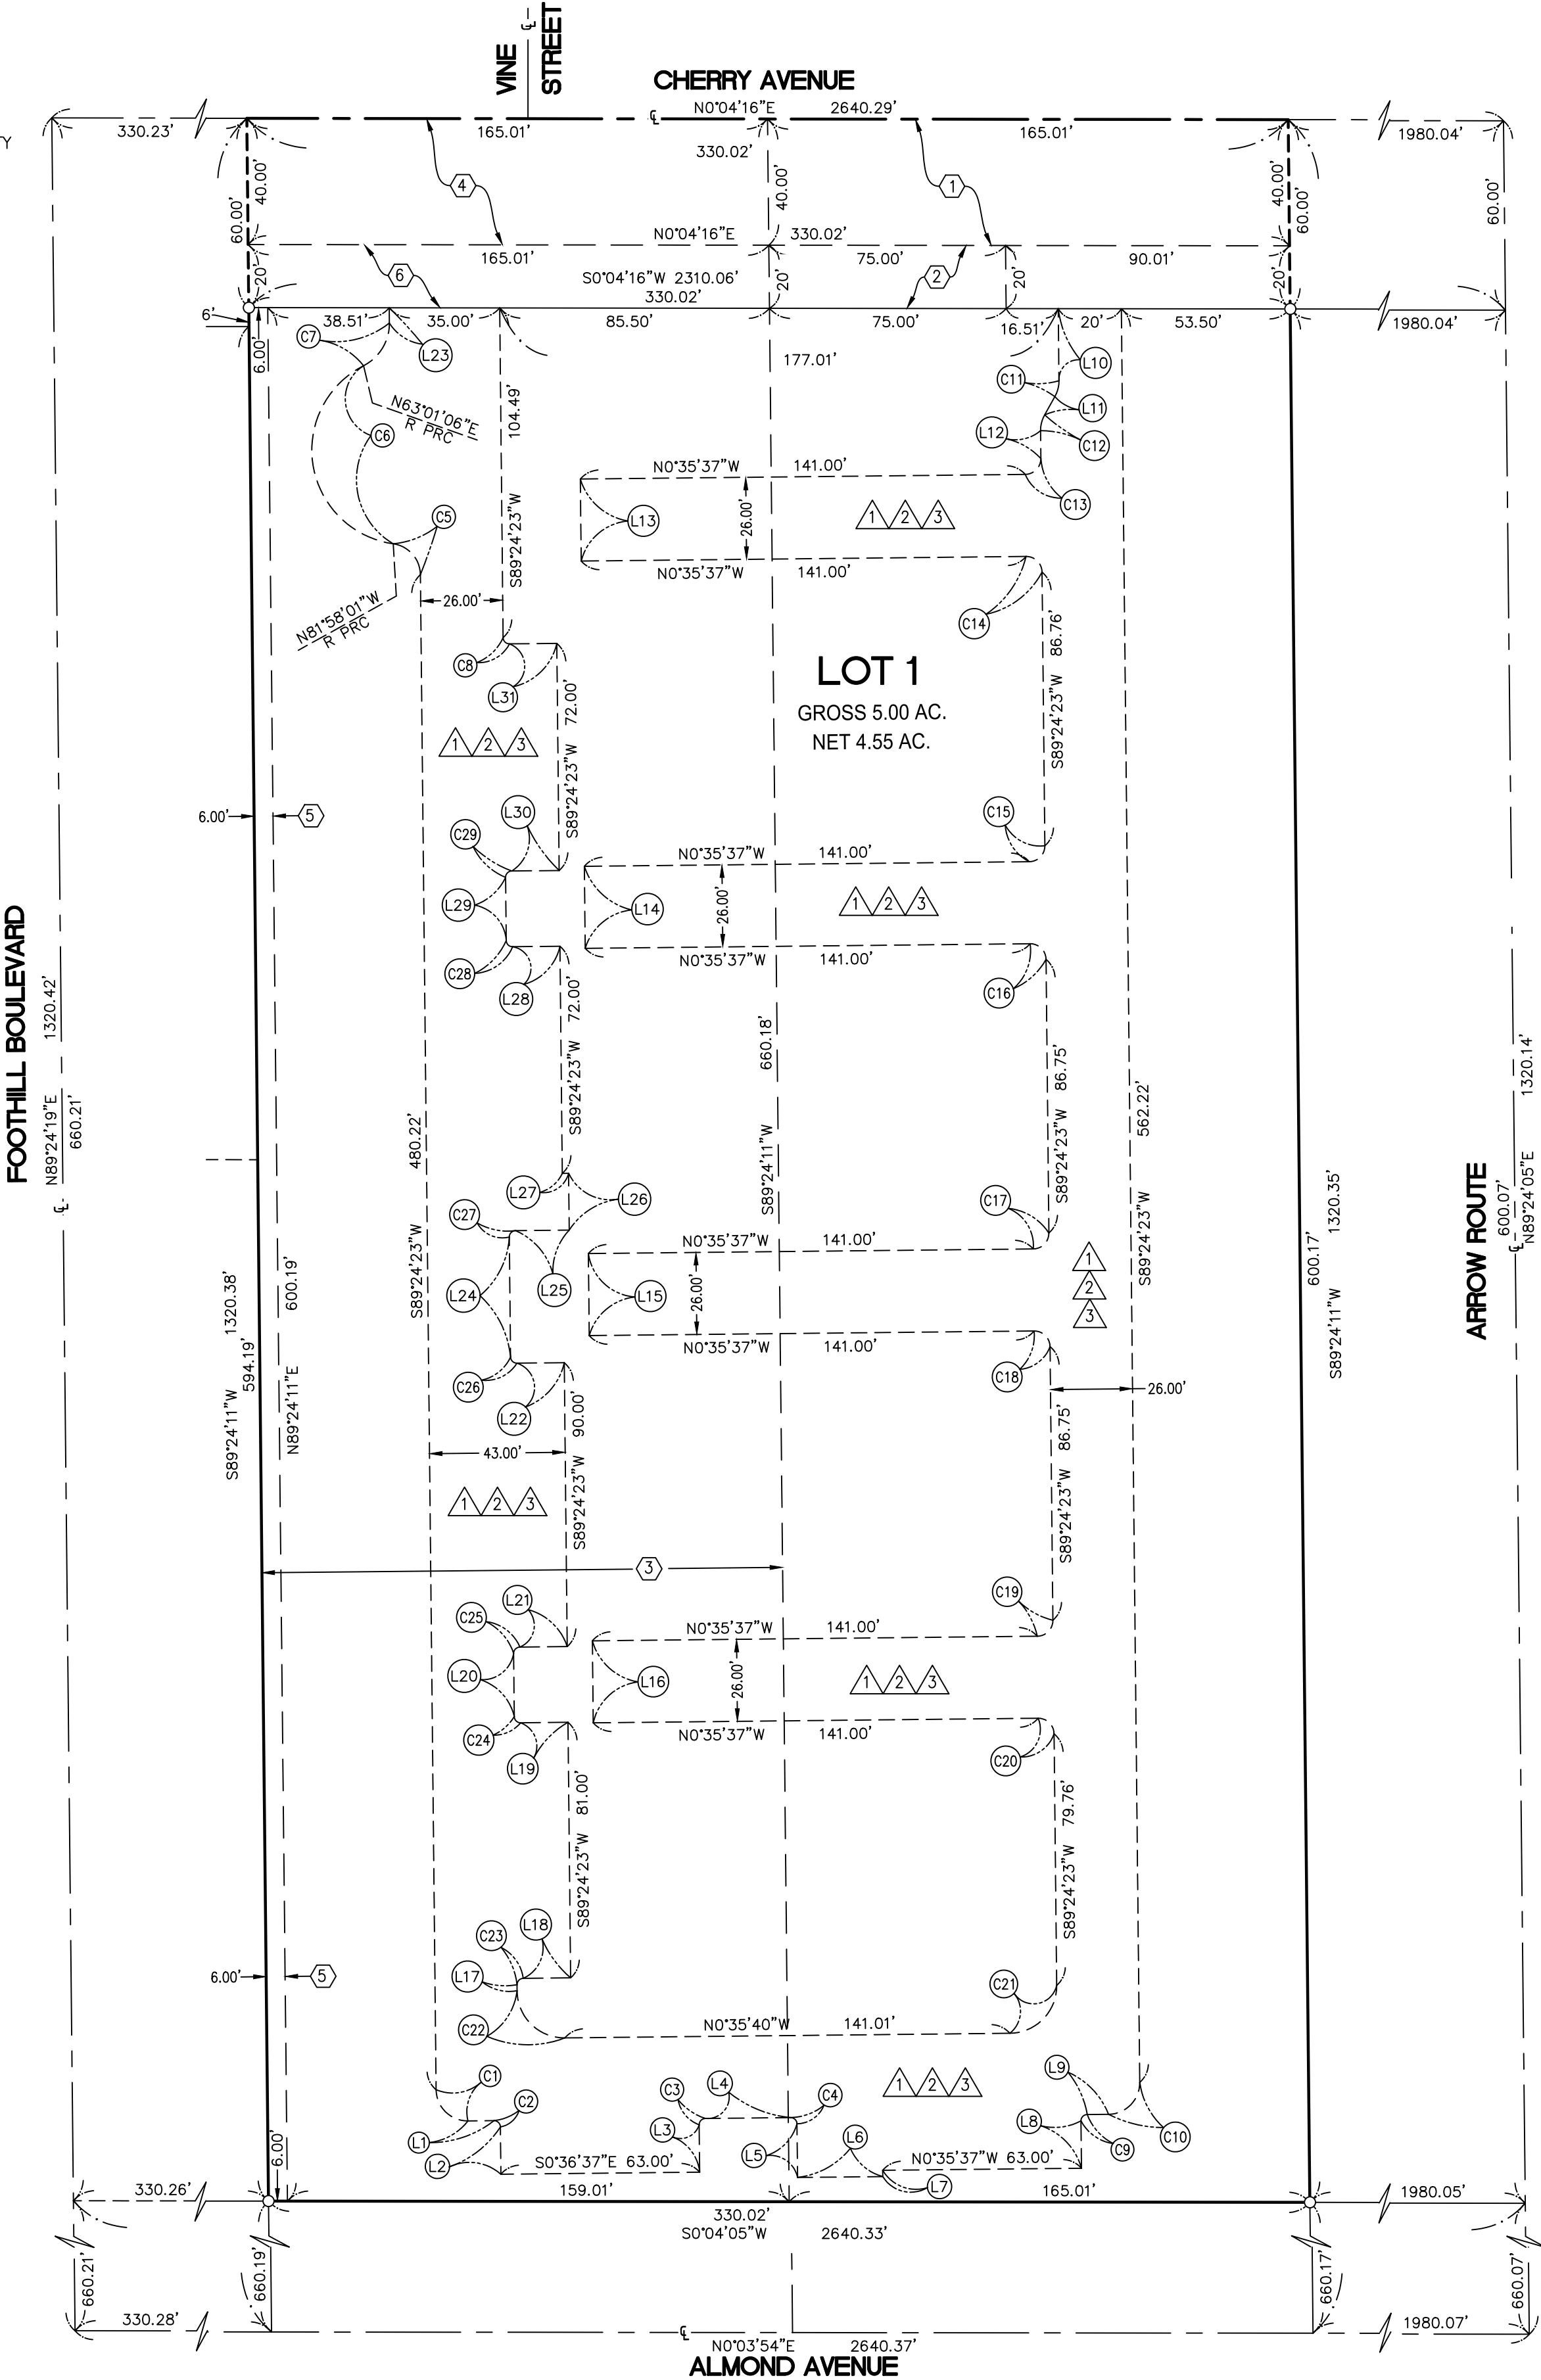 VINE
STREET
℄
CHERRY AVENUE
N0°04'16"E 2640.29'
℄
330.23'
165.01'
165.01'
1980.04'
330.02'
Y
40.00'
60.00'
40.00'
40.00'
60.00'
60.00'
4
1
N0°04'16"E 330.02'
165.01'
75.00'
90.01'
20'
6
S0°04'16"W 2310.06'
330.02'
20'
2
20'
20'
6'
6.00'
38.51'
35.00'
85.50'
75.00'
16.51'
20'
53.50'
1980.04'
C7
L23
177.01'
L10
C11
L11
N63°01'06"E
R PRC
C6
104.49'
L12
C12
S89°24'23"W
N0°35'37"W 141.00'
C13
C5
L13
26.00'
1 2 3
N0°35'37"W 141.00'
N81°58'01"W
R PRC
26.00'
C14
C8
L31
LOT 1
GROSS 5.00 AC.
NET 4.55 AC.
S89°24'23"W 86.76'
1 2 3
S89°24'23"W 72.00'
6.00'
5
L30
C29
C15
N0°35'37"W 141.00'
L29
L14
26.00'
1 2 3
C28
L28
N0°35'37"W 141.00'
C16
FOOTHILL BOULEVARD
N89°24'19"E 1320.42'
660.21'
℄
S89°24'23"W 72.00'
660.18'
S89°24'11"W
S89°24'23"W 86.75'
480.22'
S89°24'23"W
562.22'
S89°24'23"W
L27
L26
C27
C17
N0°35'37"W 141.00'
L25
L24
L15
26.00'
1
2
3
N0°35'37"W 141.00'
C26
L22
C18
S89°24'11"W 1320.38'
594.19'
N89°24'11"E 600.19'
600.17'
S89°24'11"W 1320.35'
ARROW ROUTE
600.07'
N89°24'05"E 1320.14'
℄
26.00'
43.00'
S89°24'23"W 90.00'
S89°24'23"W 86.75'
1 2 3
3
L21
C25
C19
N0°35'37"W 141.00'
L20
L16
26.00'
1 2 3
C24
L19
N0°35'37"W 141.00'
C20
S89°24'23"W 81.00'
S89°24'23"W 79.76'
C23
L18
6.00'
5
L17
C21
C22
N0°35'40"W 141.01'
C1
C2
C3
L4
C4
1 2 3
L9
L1
L2
L3
L5
L6
L8
C9
C10
6.00'
S0°36'37"E 63.00'
N0°35'37"W 63.00'
L7
330.26'
159.01'
165.01'
1980.05'
330.02'
S0°04'05"W 2640.33'
660.21'
660.19'
660.17'
660.07'
330.28'
1980.07'
℄
N0°03'54"E 2640.37'
ALMOND AVENUE